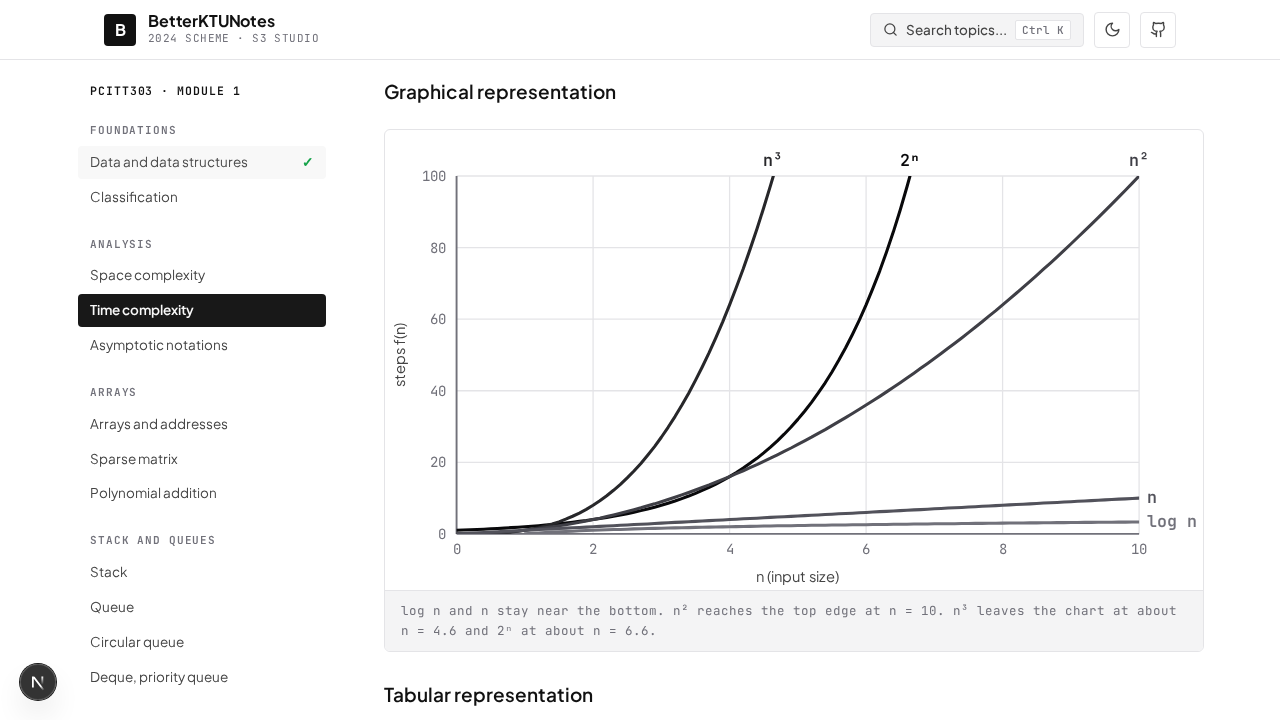 B
BetterKTUNotes
2024 SCHEME · S3 STUDIO
Search topics...
Ctrl K
PCITT303 · MODULE 1
FOUNDATIONS
Data and data structures ✓
Classification
ANALYSIS
Space complexity
Time complexity
Asymptotic notations
ARRAYS
Arrays and addresses
Sparse matrix
Polynomial addition
STACK AND QUEUES
Stack
Queue
Circular queue
Deque, priority queue
N
Graphical representation
n³ 2ⁿ n²
100
80
60
40
20
0
steps f(n)
n
log n
0 2 4 6 8 10
n (input size)
log n and n stay near the bottom. n² reaches the top edge at n = 10. n³ leaves the chart at about
n = 4.6 and 2ⁿ at about n = 6.6.
Tabular representation